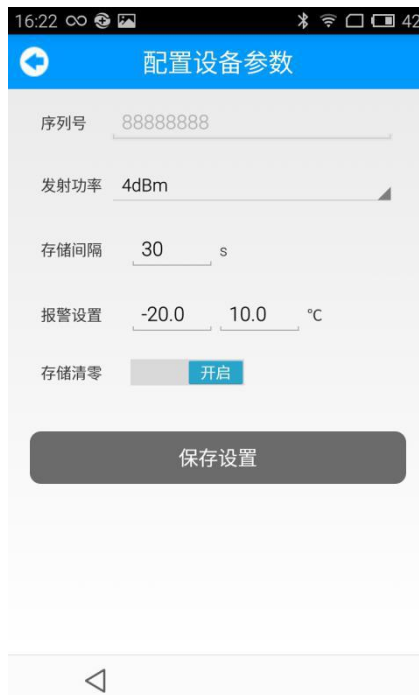 16:22 42
配置设备参数
序列号 88888888
发射功率 4dBm
存储间隔 30 s
报警设置 -20.0 10.0 ℃
存储清零 开启
保存设置